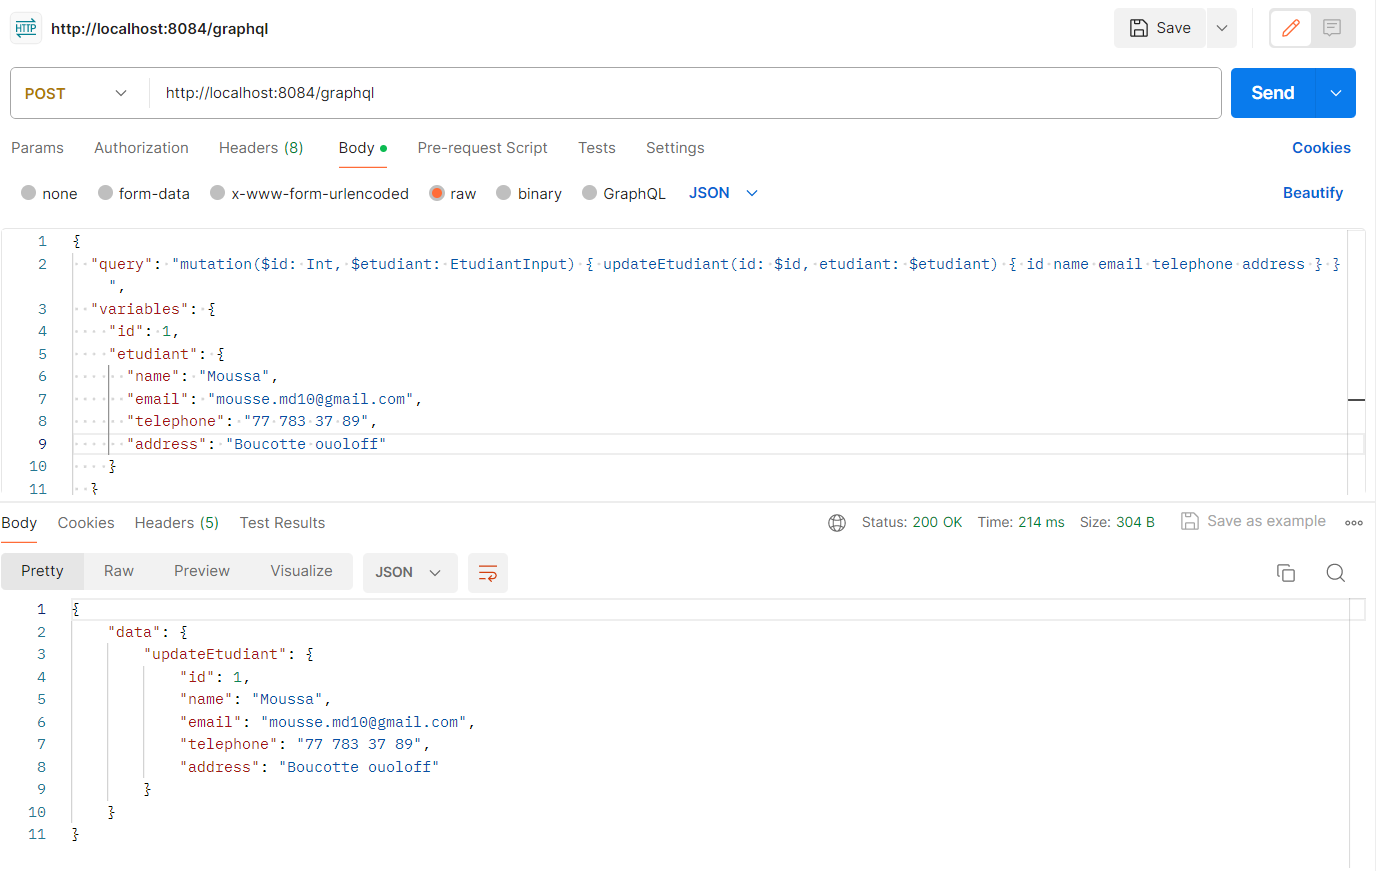 HTTP http://localhost:8084/graphql Save
POST http://localhost:8084/graphql Send
Params Authorization Headers (8) Body Pre-request Script Tests Settings Cookies
none form-data x-www-form-urlencoded raw binary GraphQL JSON Beautify
1 {
2 "query": "mutation($id: Int, $etudiant: EtudiantInput) { updateEtudiant(id: $id, etudiant: $etudiant) { id name email telephone address } }
",
3 "variables": {
4 "id": 1,
5 "etudiant": {
6 "name": "Moussa",
7 "email": "mousse.md10@gmail.com",
8 "telephone": "77 783 37 89",
9 "address": "Boucotte ouoloff"
10 }
11 }
Body Cookies Headers (5) Test Results Status: 200 OK Time: 214 ms Size: 304 B Save as example
Pretty Raw Preview Visualize JSON
1 {
2 "data": {
3 "updateEtudiant": {
4 "id": 1,
5 "name": "Moussa",
6 "email": "mousse.md10@gmail.com",
7 "telephone": "77 783 37 89",
8 "address": "Boucotte ouoloff"
9 }
10 }
11 }